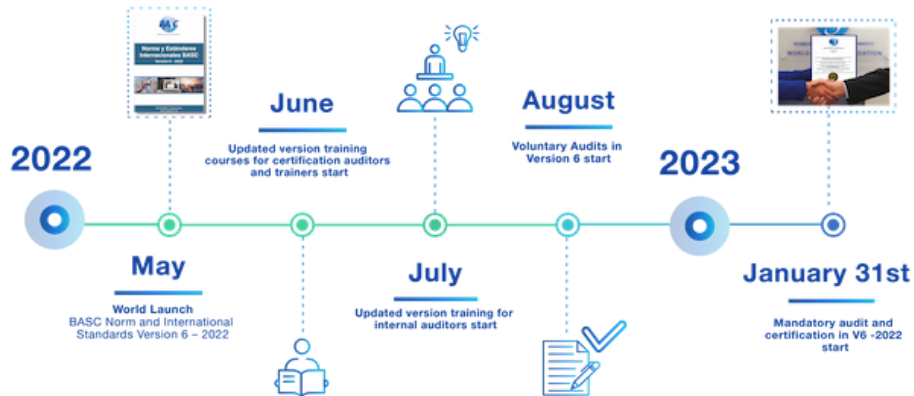 BASC
Norma y Estándares
Internacionales BASC
2022
May
World Launch
BASC Norm and International
Standards Version 6 – 2022
June
Updated version training
courses for certification auditors
and trainers start
July
Updated version training for
internal auditors start
August
Voluntary Audits in
Version 6 start
2023
January 31st
Mandatory audit and
certification in V6 -2022
start